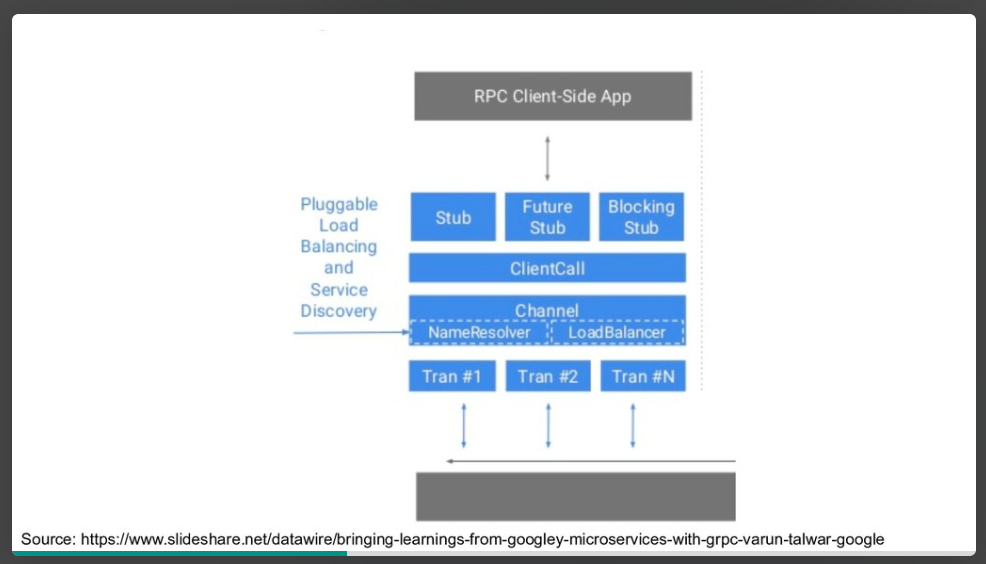 RPC Client-Side App
Pluggable
Load
Balancing
and
Service
Discovery
Stub
Future
Stub
Blocking
Stub
ClientCall
Channel
NameResolver
LoadBalancer
Tran #1
Tran #2
Tran #N
Source: https://www.slideshare.net/datawire/bringing-learnings-from-googley-microservices-with-grpc-varun-talwar-google